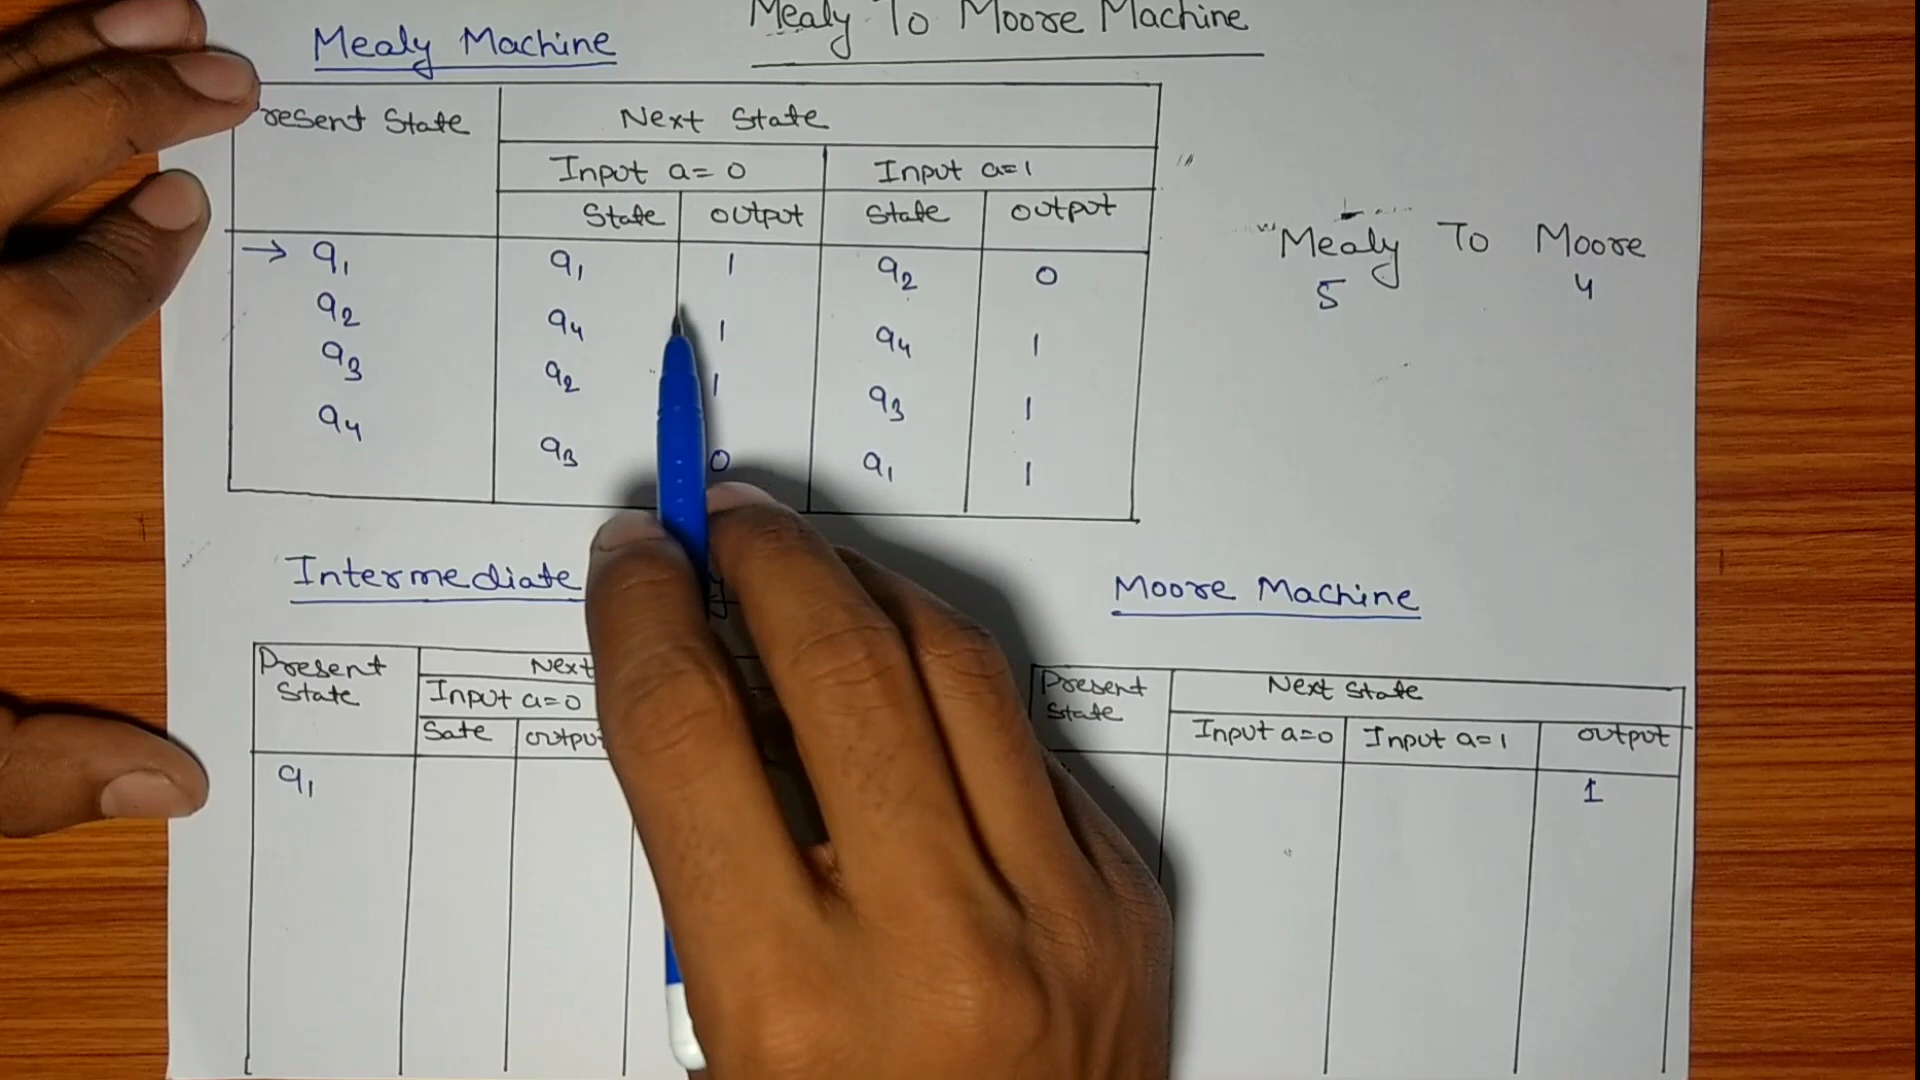 Mealy To Moore Machine
Mealy Machine
Present State
Next State
Input a = 0
Input a=1
State
output
State
output
→ q1 q1 1 q2 0
q2 q4 1 q4 1
q3 q2 1 q3 1
q4 q3 0 q1 1
Mealy To Moore
5 4
Intermediate
Moore Machine
Present
State
Next
Input a=0
Sate
output
q1
Present
State
Next State
Input a=0
Input a=1
output
1